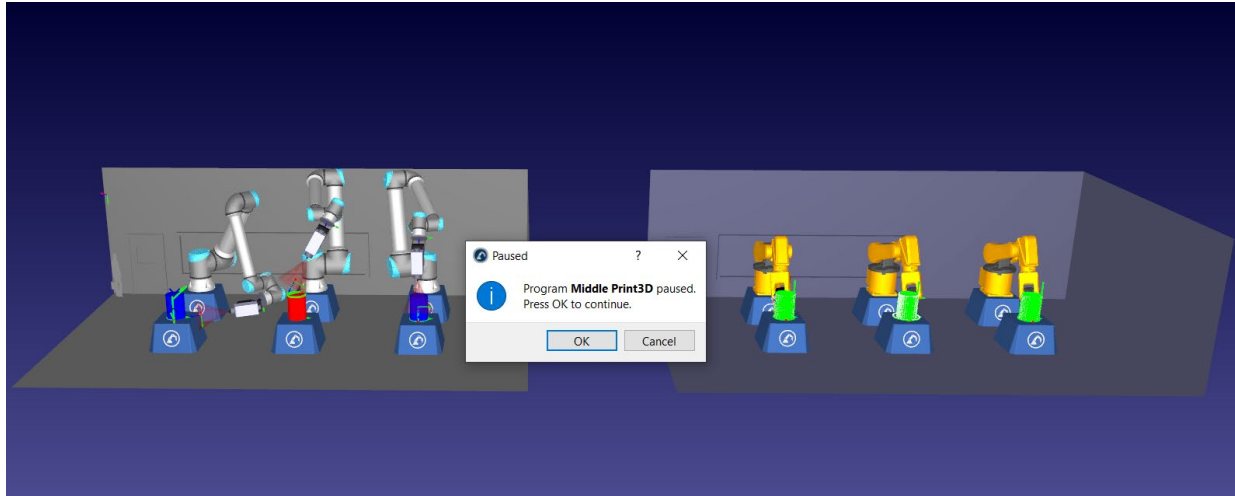 Paused
?
Program Middle Print3D paused.
Press OK to continue.
OK
Cancel